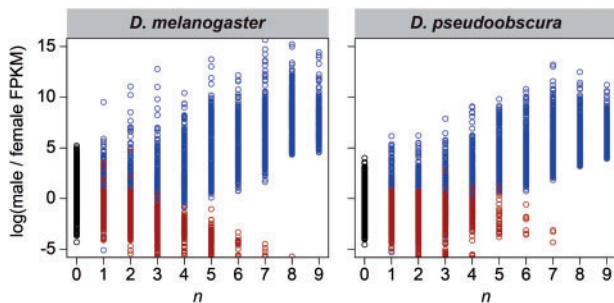 D. melanogaster D. pseudoobscura
log(male / female FPKM)
15
10
5
0
-5
0 1 2 3 4 5 6 7 8 9 0 1 2 3 4 5 6 7 8 9
n n